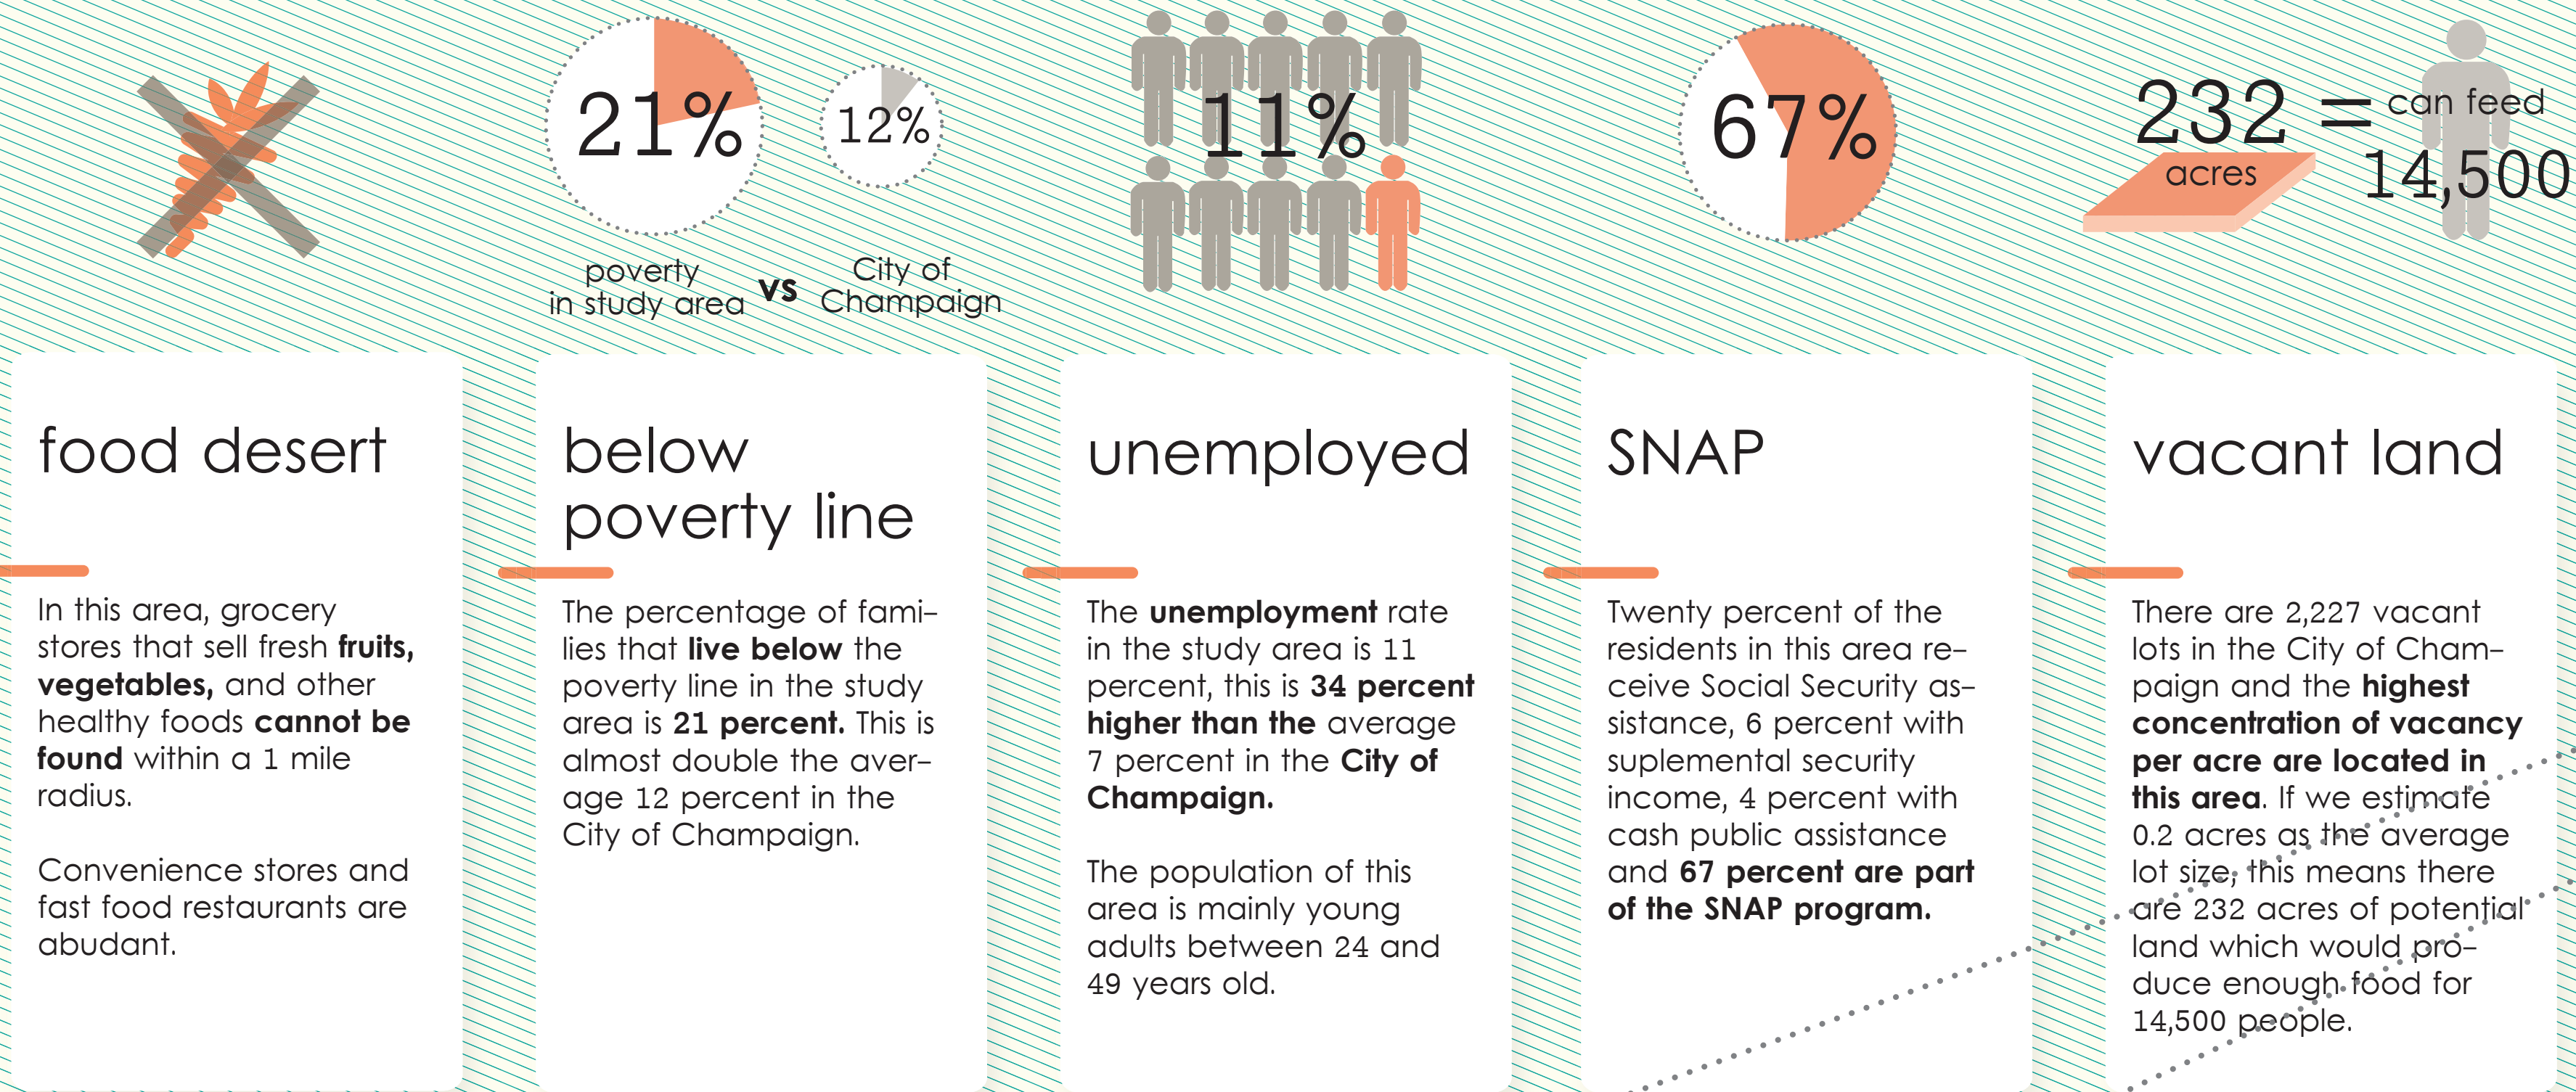 21%
12%
poverty
in study area
vs
City of
Champaign
11%
67%
232
acres
=
can feed
14,500
food desert
In this area, grocery
stores that sell fresh fruits,
vegetables, and other
healthy foods cannot be
found within a 1 mile
radius.
Convenience stores and
fast food restaurants are
abudant.
below
poverty line
The percentage of fami-
lies that live below the
poverty line in the study
area is 21 percent. This is
almost double the aver-
age 12 percent in the
City of Champaign.
unemployed
The unemployment rate
in the study area is 11
percent, this is 34 percent
higher than the average
7 percent in the City of
Champaign.
The population of this
area is mainly young
adults between 24 and
49 years old.
SNAP
Twenty percent of the
residents in this area re-
ceive Social Security as-
sistance, 6 percent with
suplemental security
income, 4 percent with
cash public assistance
and 67 percent are part
of the SNAP program.
vacant land
There are 2,227 vacant
lots in the City of Cham-
paign and the highest
concentration of vacancy
per acre are located in
this area. If we estimate
0.2 acres as the average
lot size, this means there
are 232 acres of potential
land which would pro-
duce enough food for
14,500 people.